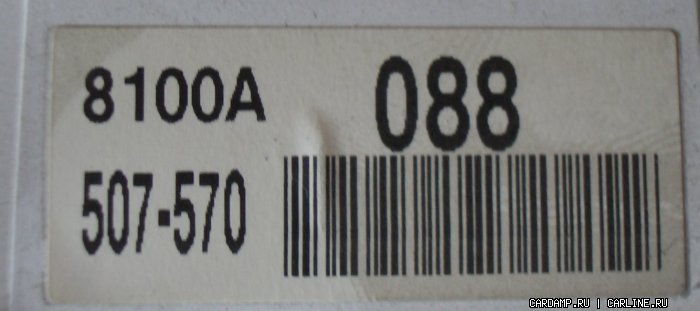 8100A 088
507-570
CARDAMP.RU | CARLINE.RU